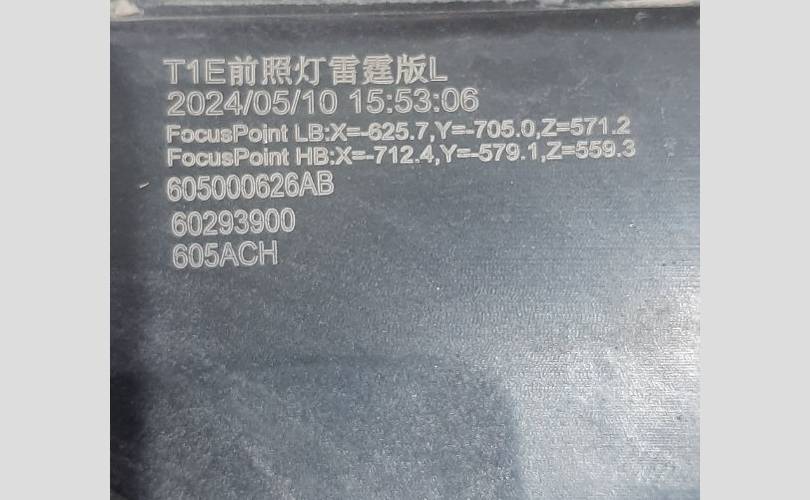 T1E前照灯雷霆版L
2024/05/10 15:53:06
FocusPoint LB:X=-625.7,Y=-705.0,Z=571.2
FocusPoint HB:X=-712.4,Y=-579.1,Z=559.3
605000626AB
60293900
605ACH